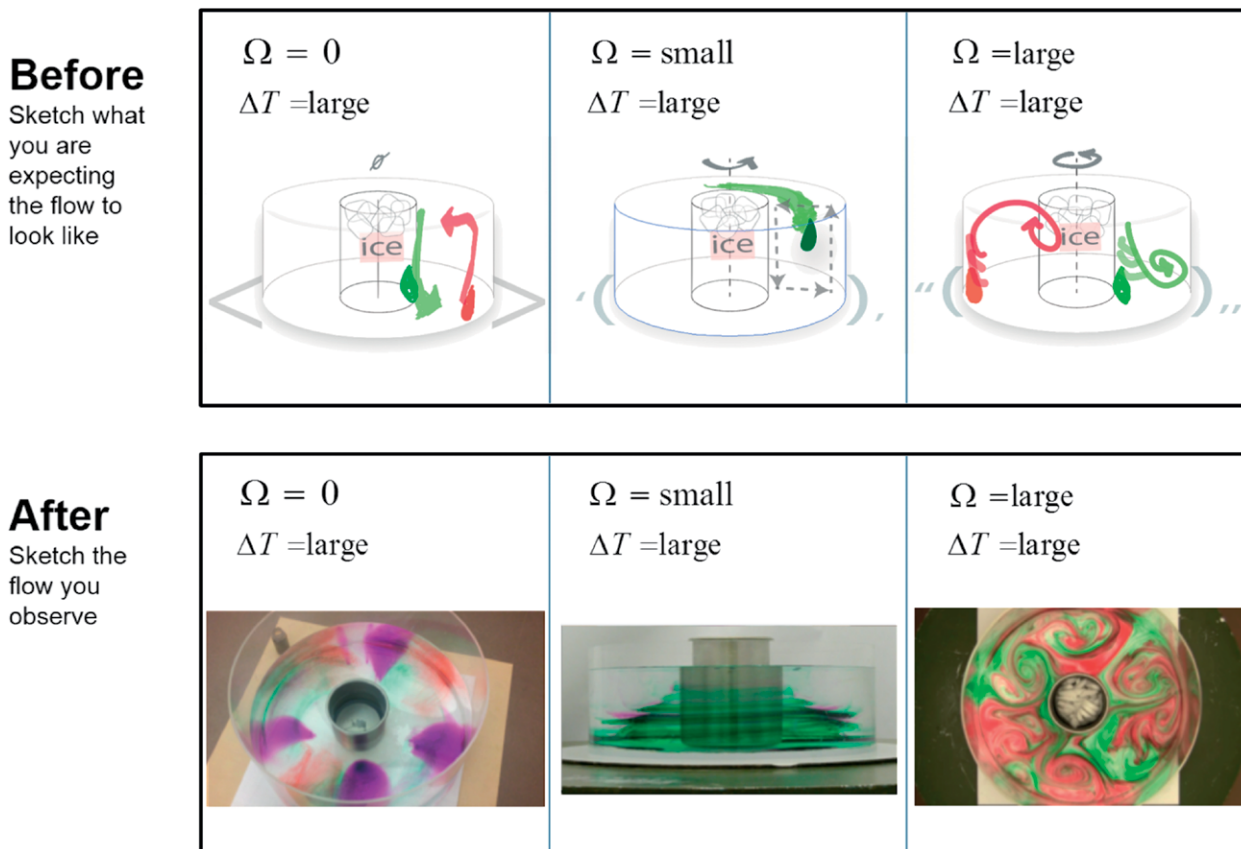 Before
Sketch what
you are
expecting
the flow to
look like
Ω = 0
ΔT =large
ice
Ω = small
ΔT =large
ice
Ω =large
ΔT =large
ice
After
Sketch the
flow you
observe
Ω = 0
ΔT =large
Ω = small
ΔT =large
Ω =large
ΔT =large